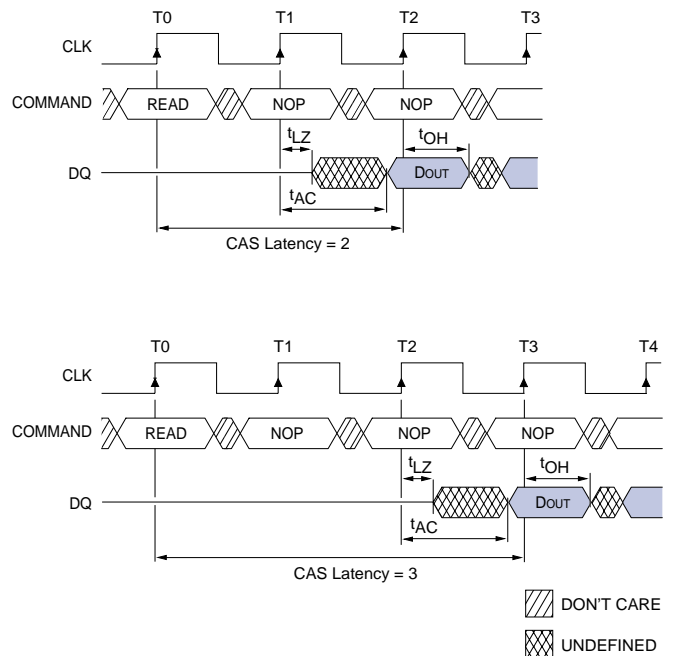 T0 T1 T2 T3
CLK
COMMAND READ NOP NOP
tLZ tOH
DQ DOUT
tAC
CAS Latency = 2
T0 T1 T2 T3 T4
CLK
COMMAND READ NOP NOP NOP
tLZ tOH
DQ DOUT
tAC
CAS Latency = 3
DON'T CARE
UNDEFINED